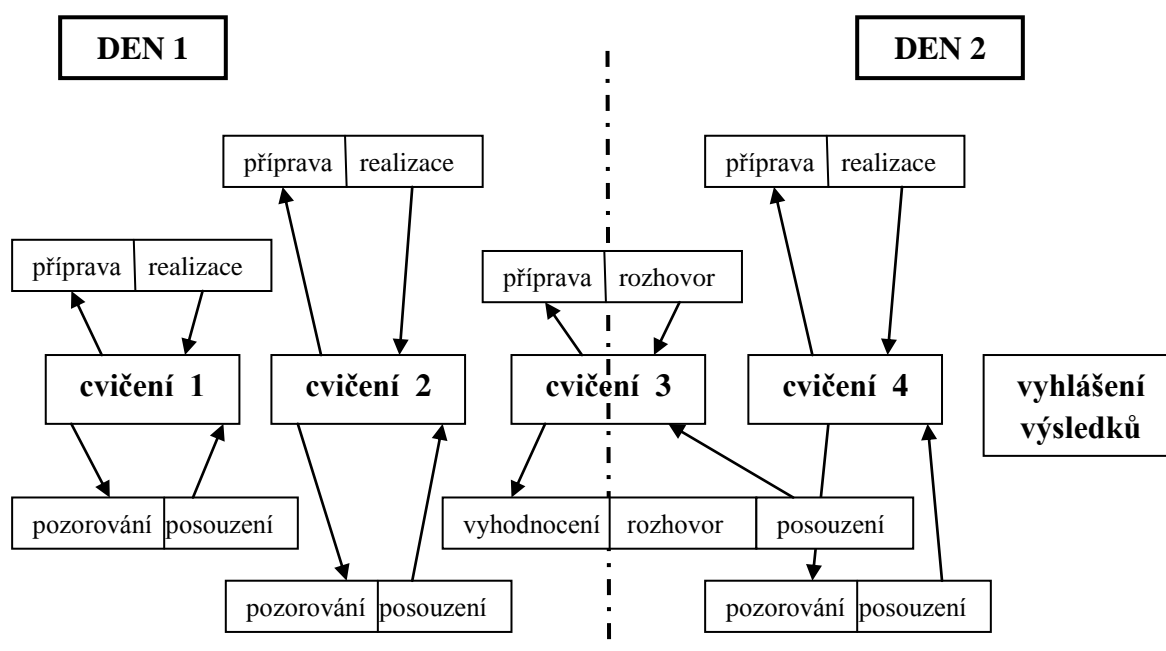 DEN 1
DEN 2
příprava realizace
příprava realizace
příprava realizace
příprava rozhovor
cvičení 1
cvičení 2
cvičení 3
cvičení 4
vyhlášení
výsledků
pozorování posouzení
vyhodnocení rozhovor posouzení
pozorování posouzení
pozorování posouzení